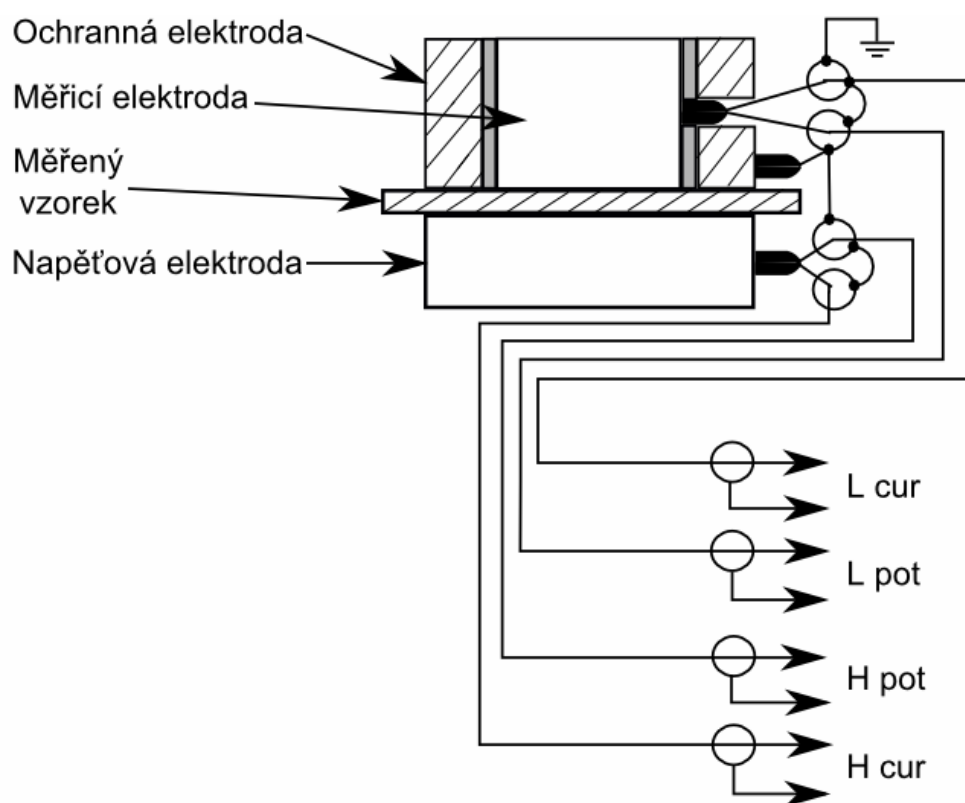 Ochranná elektroda
Měřicí elektroda
Měřený
vzorek
Napěťová elektroda
L cur
L pot
H pot
H cur